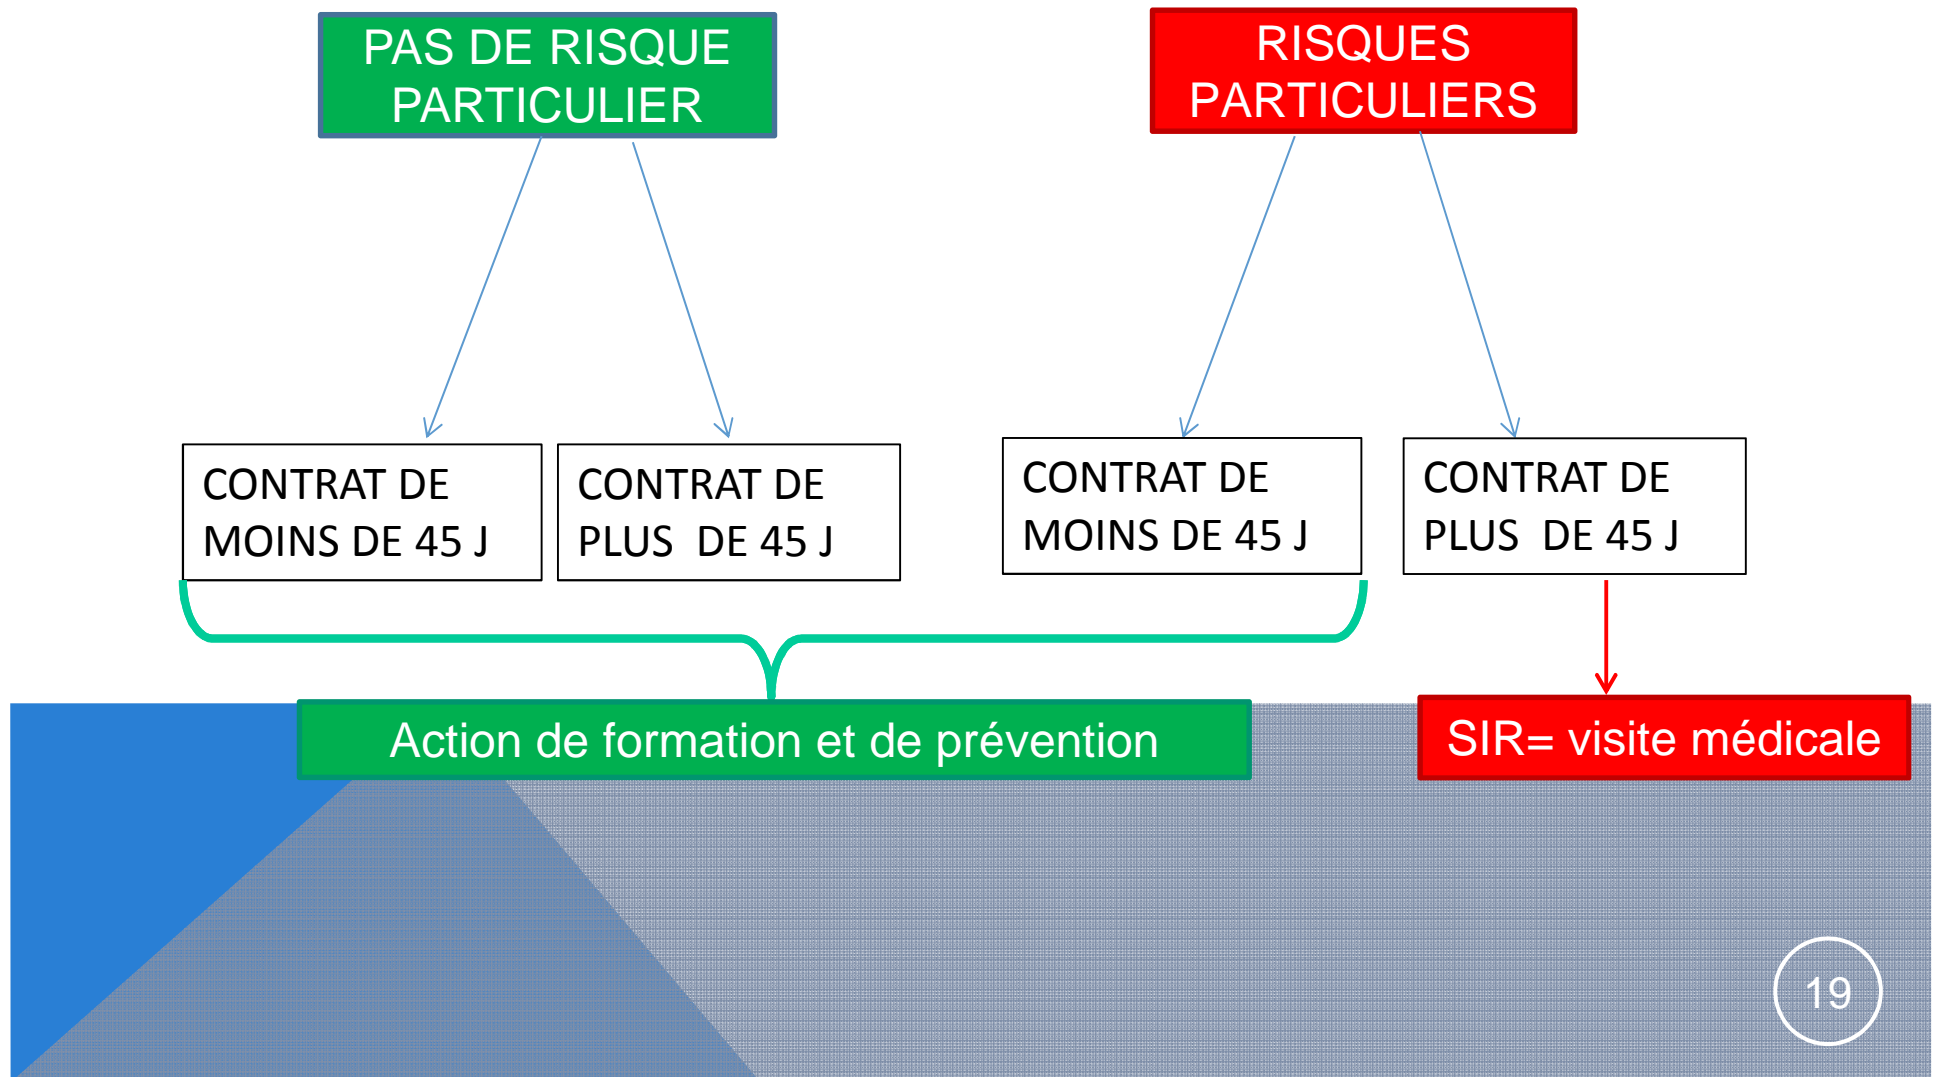 PAS DE RISQUE
PARTICULIER
RISQUES
PARTICULIERS
CONTRAT DE
MOINS DE 45 J
CONTRAT DE
PLUS DE 45 J
CONTRAT DE
MOINS DE 45 J
CONTRAT DE
PLUS DE 45 J
Action de formation et de prévention
SIR= visite médicale
19